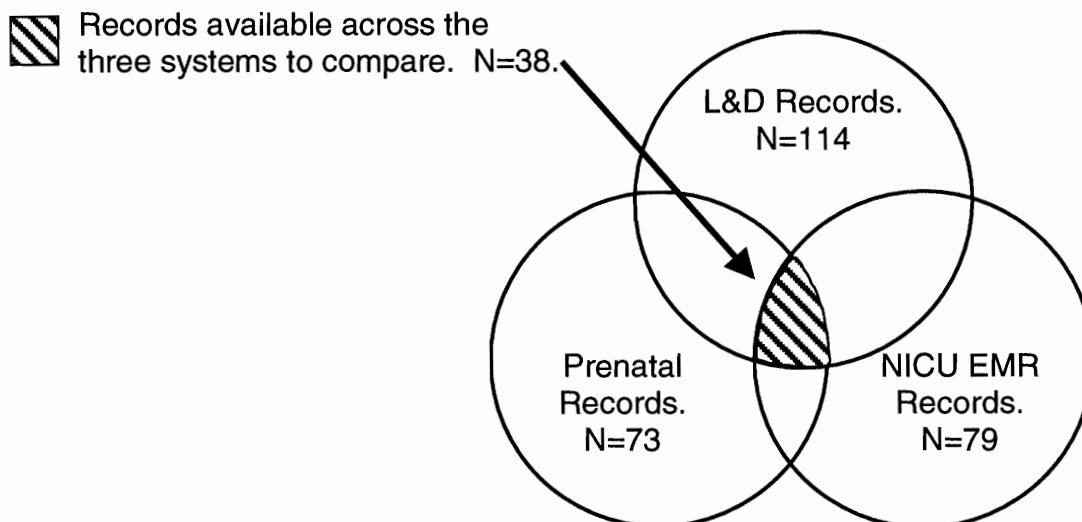 Records available across the
three systems to compare. N=38.
L&D Records.
N=114
Prenatal
Records.
N=73
NICU EMR
Records.
N=79